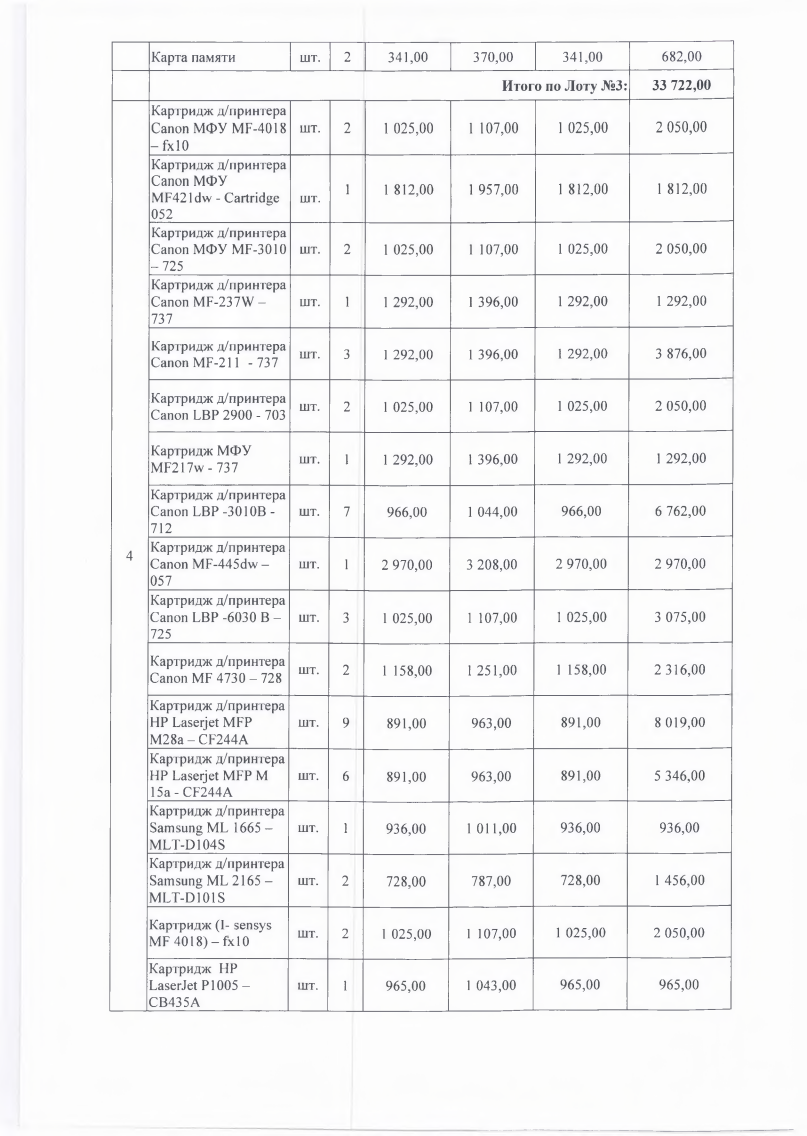 Карта памяти шт. 2 341,00 370,00 341,00 682,00
Итого по Лоту №3: 33 722,00
Картридж д/принтера
Canon МФУ MF-4018 шт. 2 1 025,00 1 107,00 1 025,00 2 050,00
– fx10
Картридж д/принтера
Canon МФУ
MF421dw - Cartridge шт. 1 1 812,00 1 957,00 1 812,00 1 812,00
052
Картридж д/принтера
Canon МФУ MF-3010 шт. 2 1 025,00 1 107,00 1 025,00 2 050,00
– 725
Картридж д/принтера
Canon MF-237W – шт. 1 1 292,00 1 396,00 1 292,00 1 292,00
737
Картридж д/принтера
Canon MF-211 - 737 шт. 3 1 292,00 1 396,00 1 292,00 3 876,00
Картридж д/принтера
Canon LBP 2900 - 703 шт. 2 1 025,00 1 107,00 1 025,00 2 050,00
Картридж МФУ
MF217w - 737 шт. 1 1 292,00 1 396,00 1 292,00 1 292,00
Картридж д/принтера
Canon LBP -3010B - шт. 7 966,00 1 044,00 966,00 6 762,00
712
4
Картридж д/принтера
Canon MF-445dw – шт. 1 2 970,00 3 208,00 2 970,00 2 970,00
057
Картридж д/принтера
Canon LBP -6030 B – шт. 3 1 025,00 1 107,00 1 025,00 3 075,00
725
Картридж д/принтера
Canon MF 4730 – 728 шт. 2 1 158,00 1 251,00 1 158,00 2 316,00
Картридж д/принтера
HP Laserjet MFP шт. 9 891,00 963,00 891,00 8 019,00
M28a – CF244A
Картридж д/принтера
HP Laserjet MFP M шт. 6 891,00 963,00 891,00 5 346,00
15a - CF244A
Картридж д/принтера
Samsung ML 1665 – шт. 1 936,00 1 011,00 936,00 936,00
MLT-D104S
Картридж д/принтера
Samsung ML 2165 – шт. 2 728,00 787,00 728,00 1 456,00
MLT-D101S
Картридж (I- sensys
MF 4018) – fx10 шт. 2 1 025,00 1 107,00 1 025,00 2 050,00
Картридж HP
LaserJet P1005 – шт. 1 965,00 1 043,00 965,00 965,00
CB435A